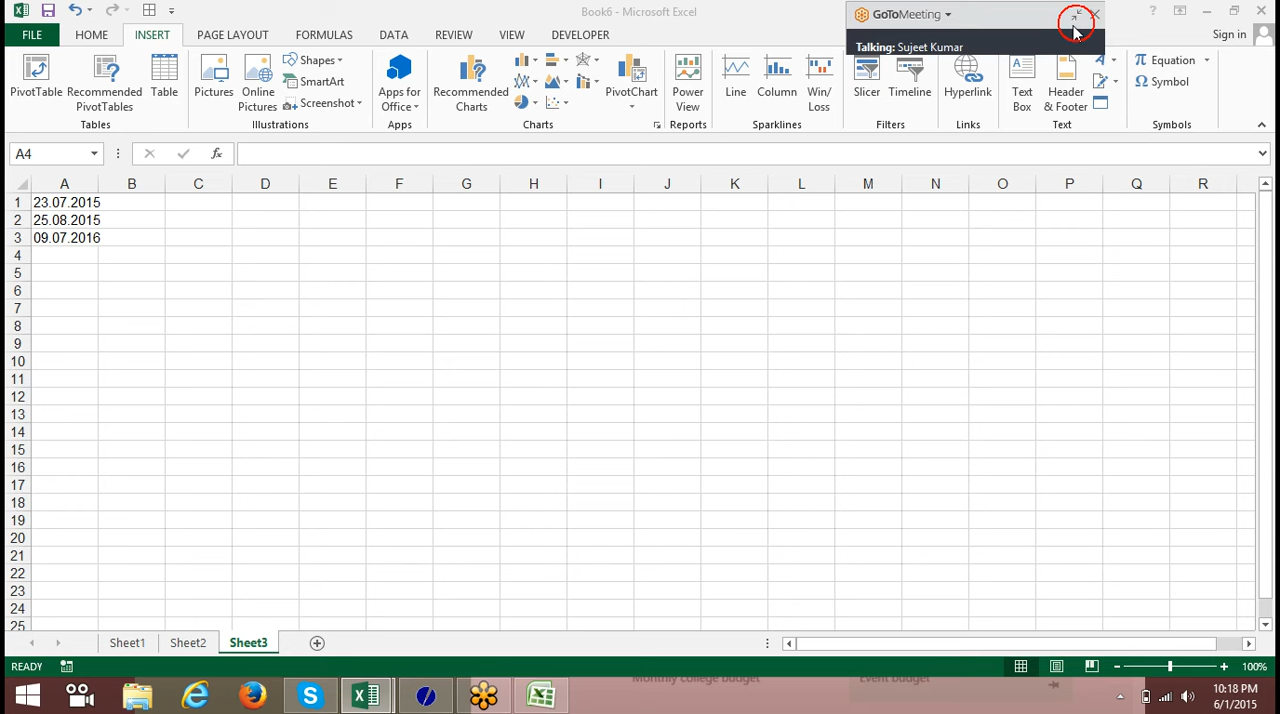 Book6 - Microsoft Excel
GoToMeeting
?
FILE
HOME
INSERT
PAGE LAYOUT
FORMULAS
DATA
REVIEW
VIEW
DEVELOPER
Sign in
Talking: Sujeet Kumar
PivotTable
Recommended
PivotTables
Table
Tables
Pictures
Online
Pictures
Shapes
SmartArt
Screenshot
Illustrations
Apps for
Office
Apps
Recommended
Charts
Charts
PivotChart
Power
View
Reports
Line
Column
Win/
Loss
Sparklines
Slicer
Timeline
Filters
Hyperlink
Links
Text
Box
Header
& Footer
Text
π Equation
Ω Symbol
Symbols
A4
fx
A B C D E F G H I J K L M N O P Q R
1 23.07.2015
2 25.08.2015
3 09.07.2016
4
5
6
7
8
9
10
11
12
13
14
15
16
17
18
19
20
21
22
23
24
25
Sheet1
Sheet2
Sheet3
READY
100%
Monthly college budget
Event budget
10:18 PM
6/1/2015